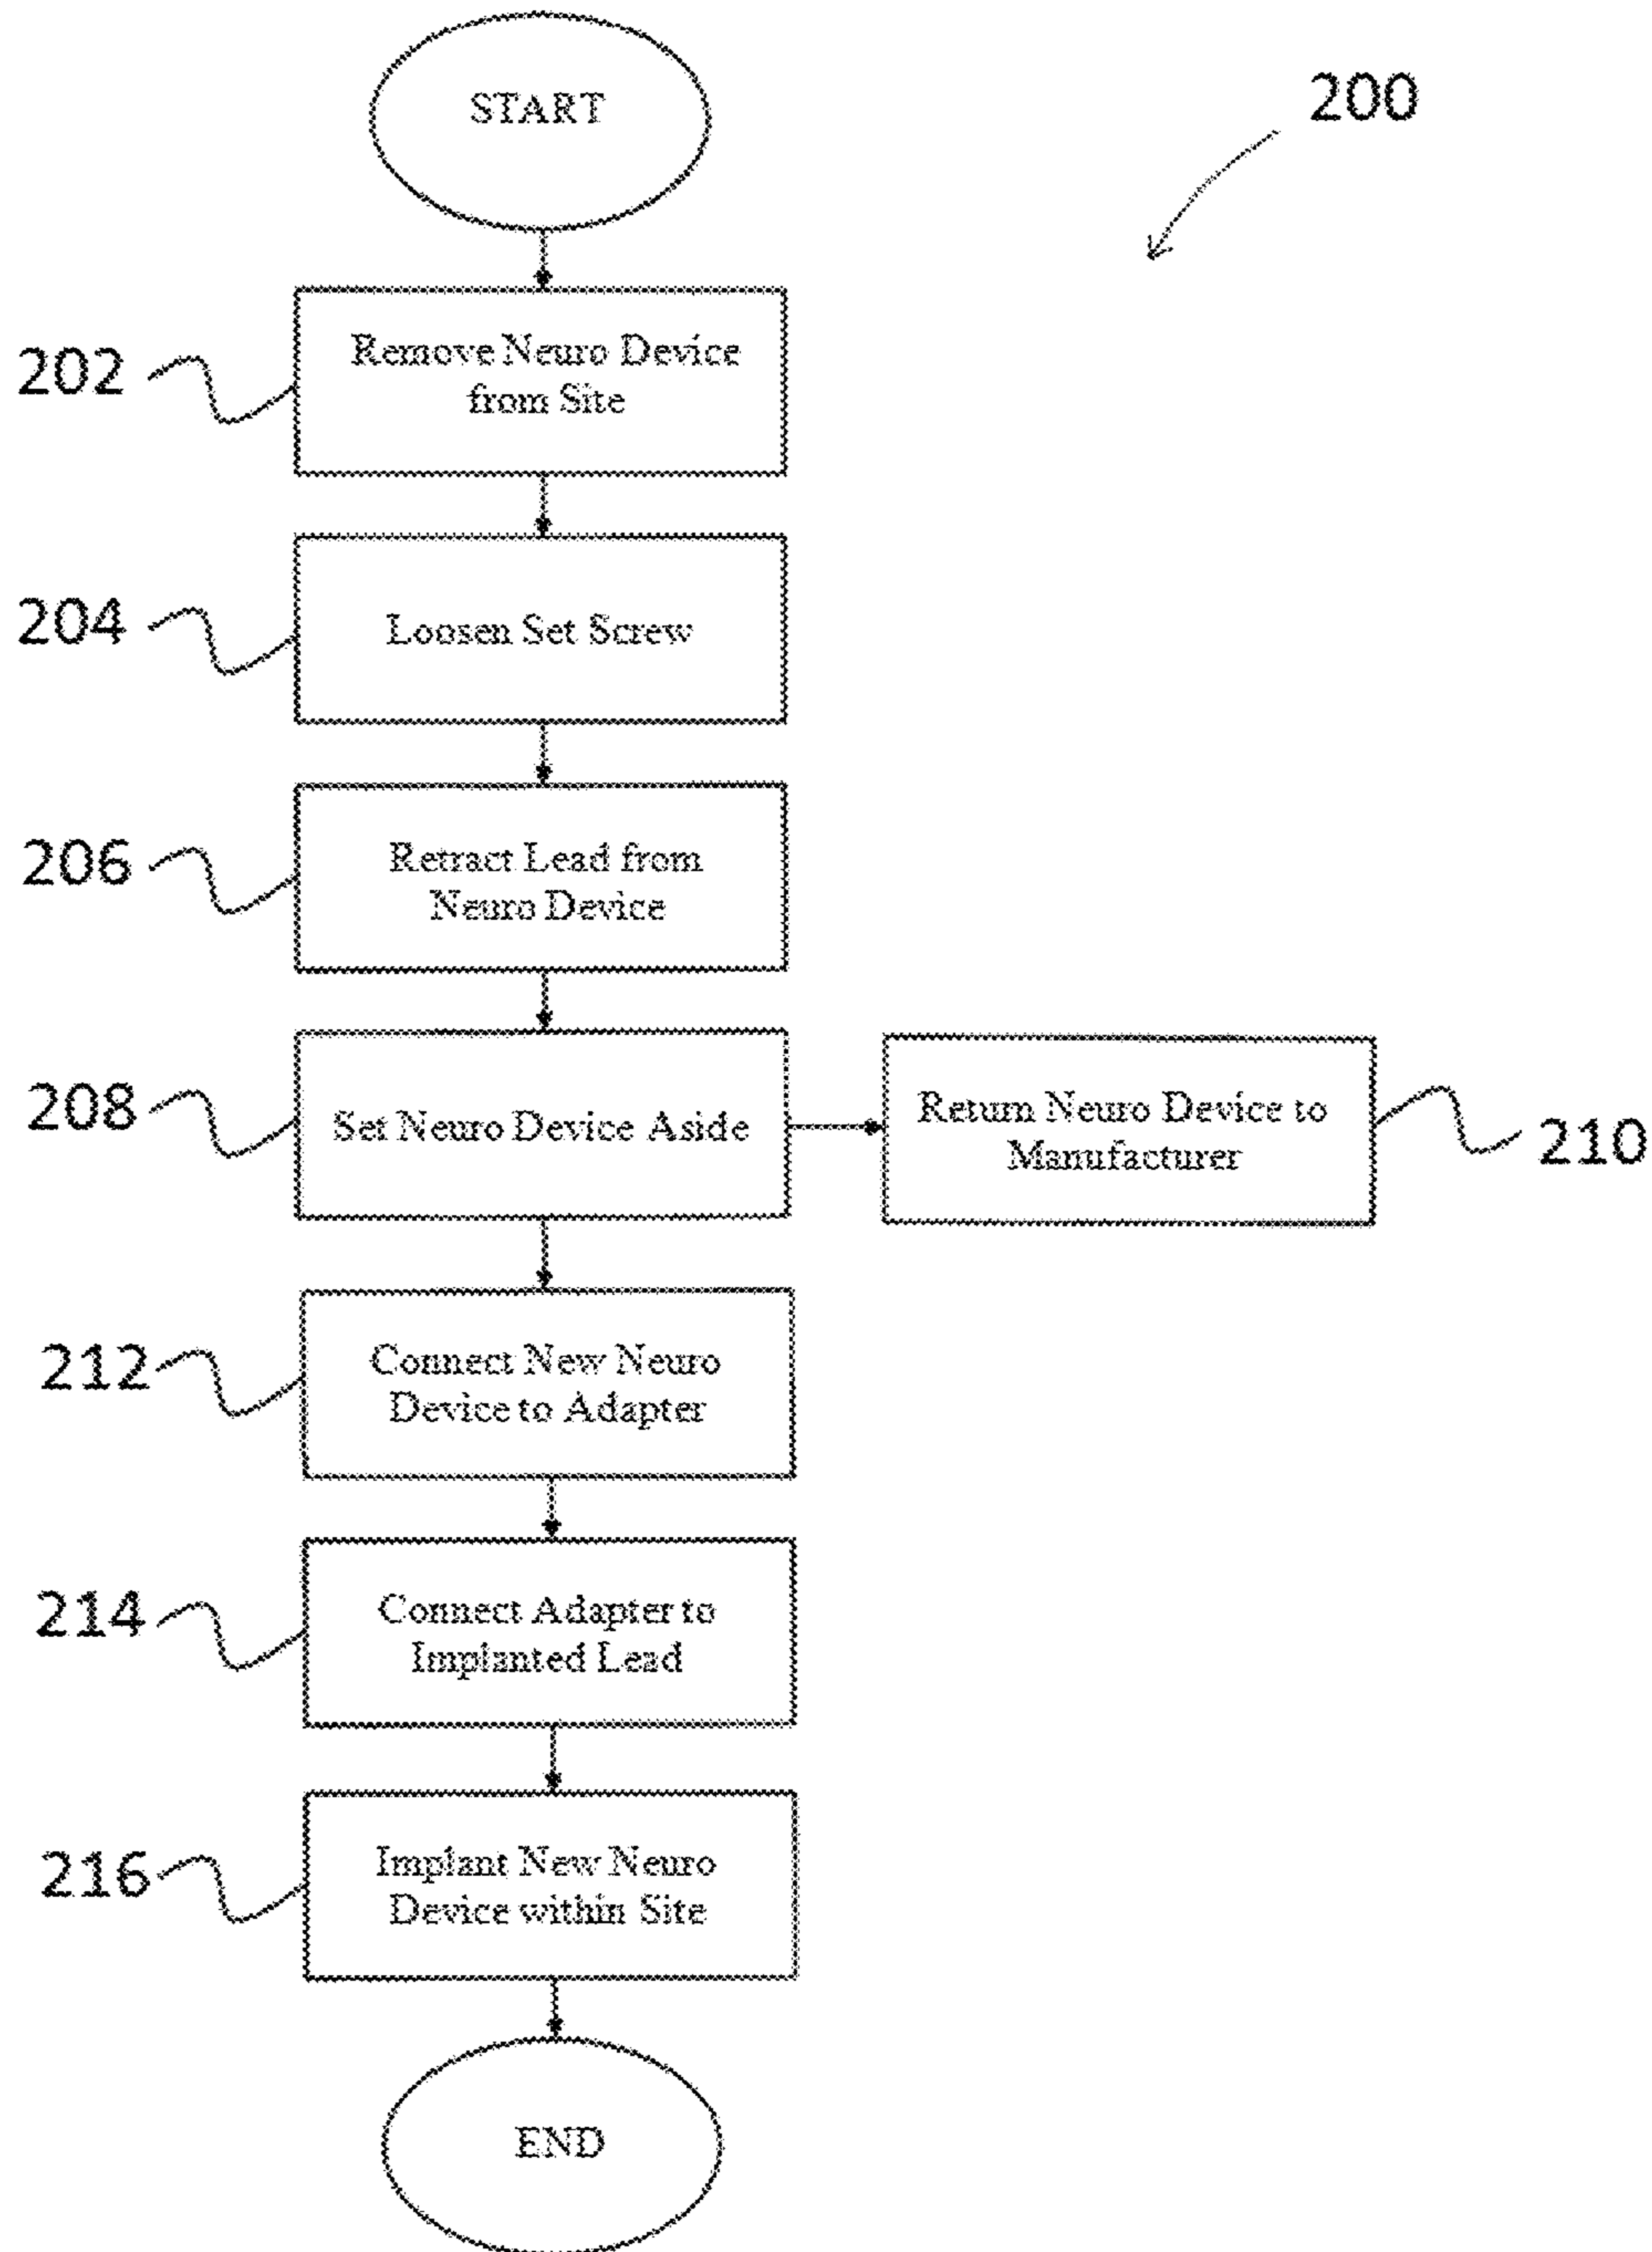 START
200
202
Remove Neuro Device
from Site
204
Loosen Set Screw
206
Retract Lead from
Neuro Device
208
Set Neuro Device Aside
Return Neuro Device to
Manufacturer
210
212
Connect New Neuro
Device to Adapter
214
Connect Adapter to
Implanted Lead
216
Implant New Neuro
Device within Site
END